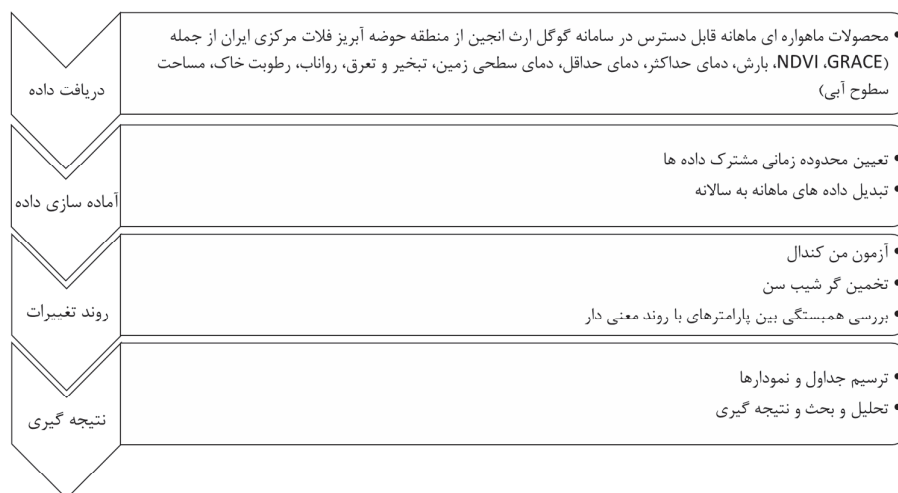 دریافت داده
• محصولات ماهواره ای ماهانه قابل دسترس در سامانه گوگل ارث انجین از منطقه حوضه آبریز فلات مرکزی ایران از جمله
(NDVI ،GRACE، بارش، دمای حداکثر، دمای حداقل، دمای سطحی زمین، تبخیر و تعرق، رواناب، رطوبت خاک، مساحت
سطوح آبی)
آماده سازی داده
• تعیین محدوده زمانی مشترک داده ها
• تبدیل داده های ماهانه به سالانه
روند تغییرات
• آزمون من کندال
• تخمین گر شیب سن
• بررسی همبستگی بین پارامترهای با روند معنی دار
نتیجه گیری
• ترسیم جداول و نمودارها
• تحلیل و بحث و نتیجه گیری